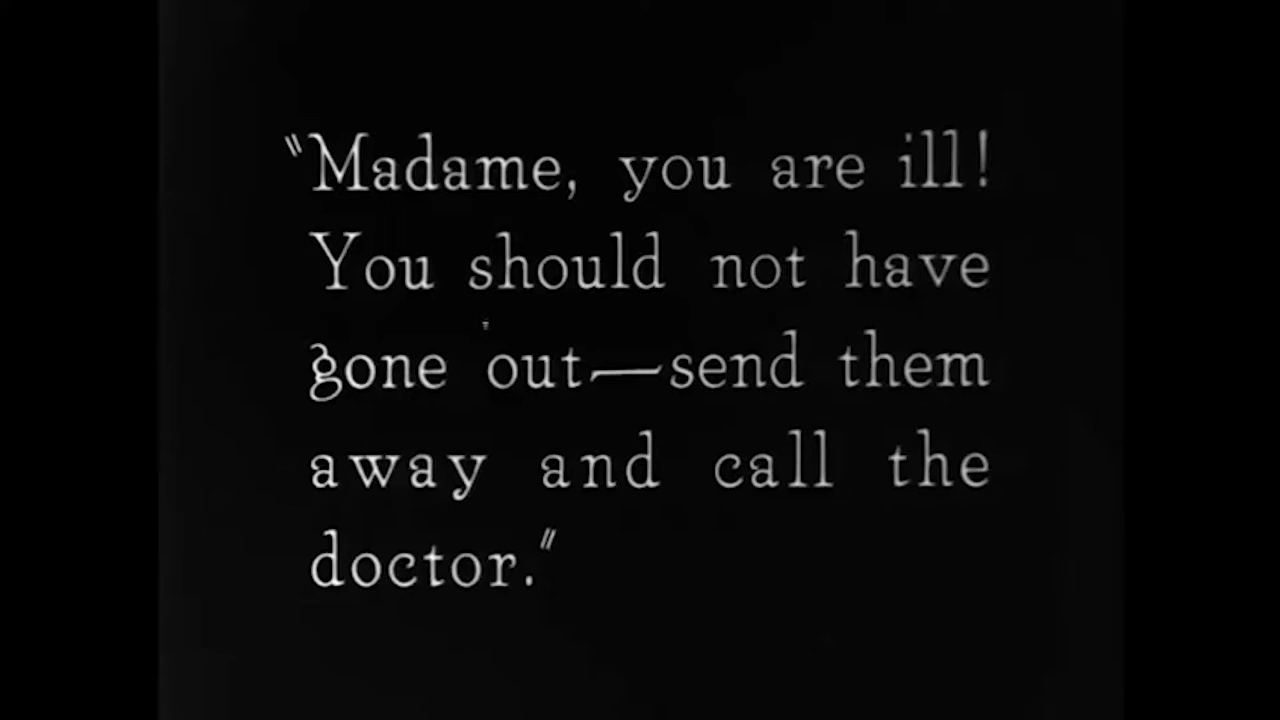 "Madame, you are ill!
You should not have
gone out—send them
away and call the
doctor."